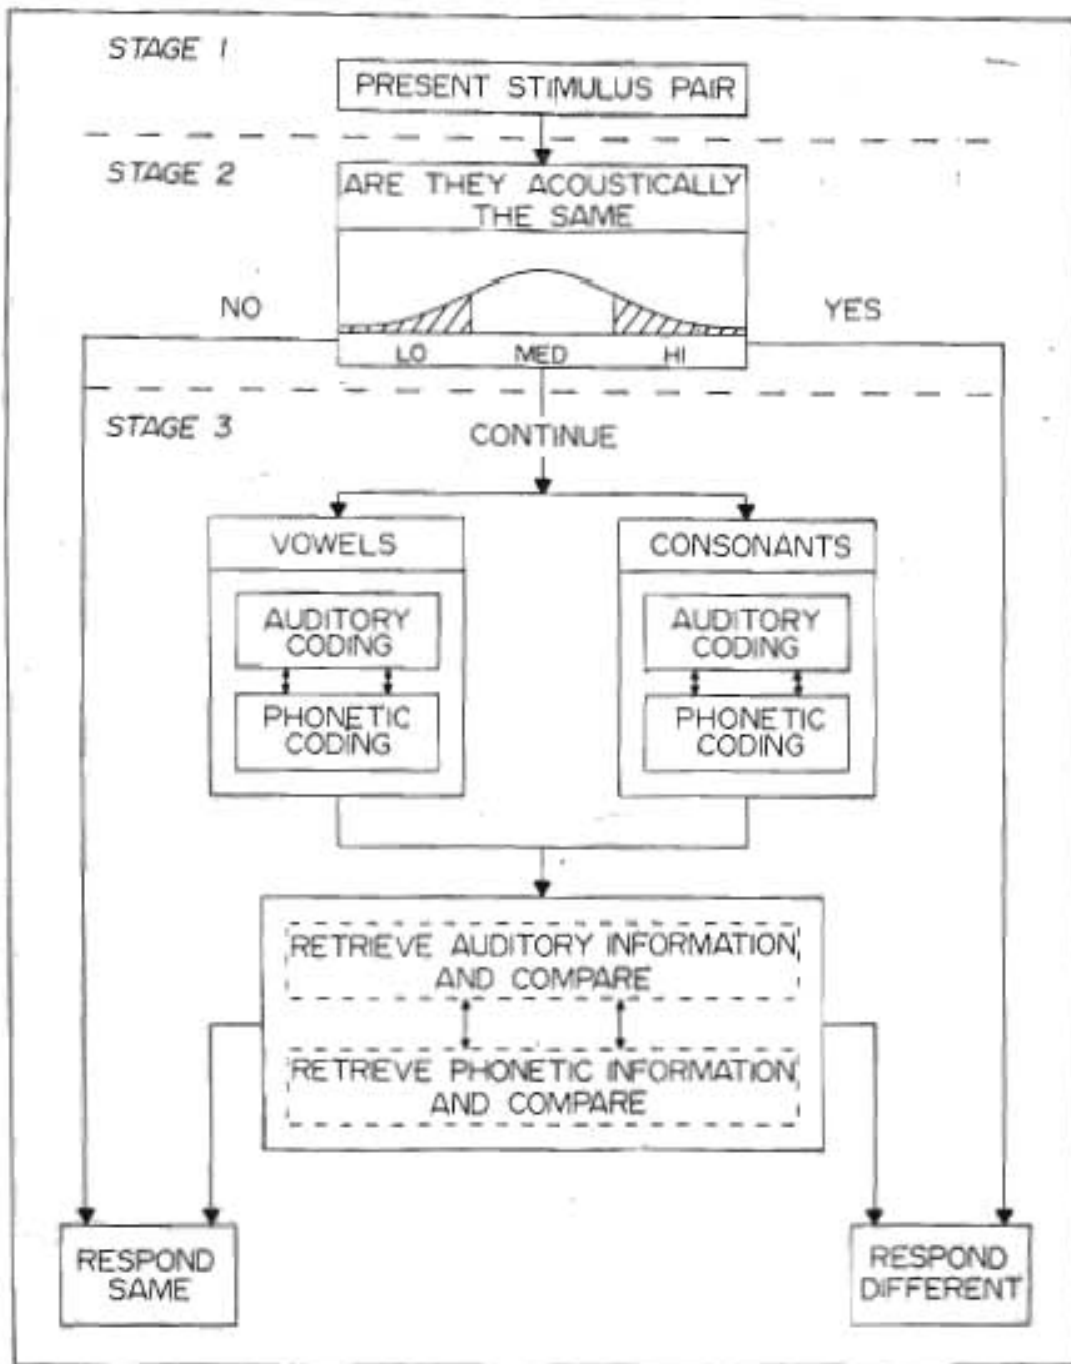 STAGE 1
PRESENT STIMULUS PAIR
STAGE 2
ARE THEY ACOUSTICALLY
THE SAME
NO
YES
LO MED HI
STAGE 3
CONTINUE
VOWELS
AUDITORY
CODING
PHONETIC
CODING
CONSONANTS
AUDITORY
CODING
PHONETIC
CODING
RETRIEVE AUDITORY INFORMATION
AND COMPARE
RETRIEVE PHONETIC INFORMATION
AND COMPARE
RESPOND
SAME
RESPOND
DIFFERENT